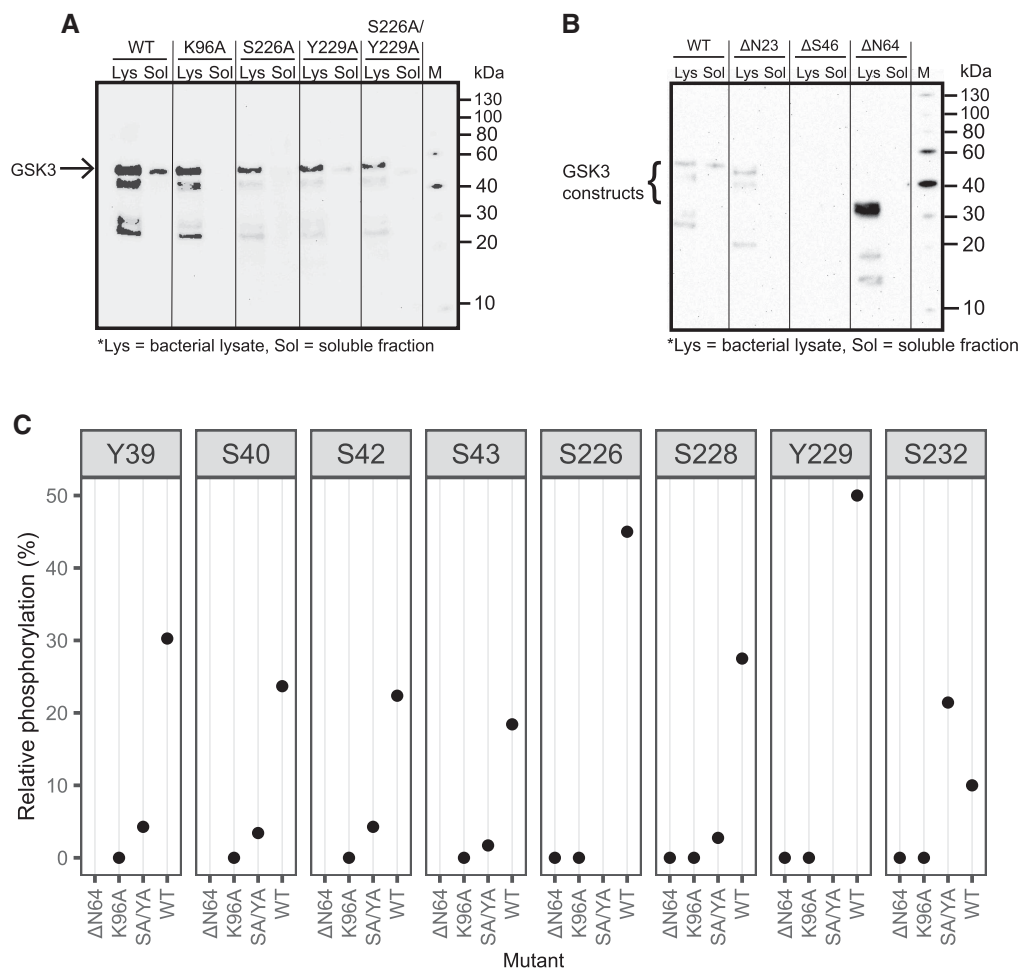 A
WT K96A S226A Y229A S226A/
Y229A
Lys Sol Lys Sol Lys Sol Lys Sol Lys Sol M kDa
GSK3
130
100
80
60
40
30
20
10
*Lys = bacterial lysate, Sol = soluble fraction
B
WT ΔN23 ΔS46 ΔN64
Lys Sol Lys Sol Lys Sol Lys Sol M kDa
GSK3
constructs
130
100
80
60
40
30
20
10
*Lys = bacterial lysate, Sol = soluble fraction
C
Y39 S40 S42 S43 S226 S228 Y229 S232
Relative phosphorylation (%)
50
40
30
20
10
0
ΔN64 K96A SA/YA WT ΔN64 K96A SA/YA WT ΔN64 K96A SA/YA WT ΔN64 K96A SA/YA WT ΔN64 K96A SA/YA WT ΔN64 K96A SA/YA WT ΔN64 K96A SA/YA WT ΔN64 K96A SA/YA WT
Mutant